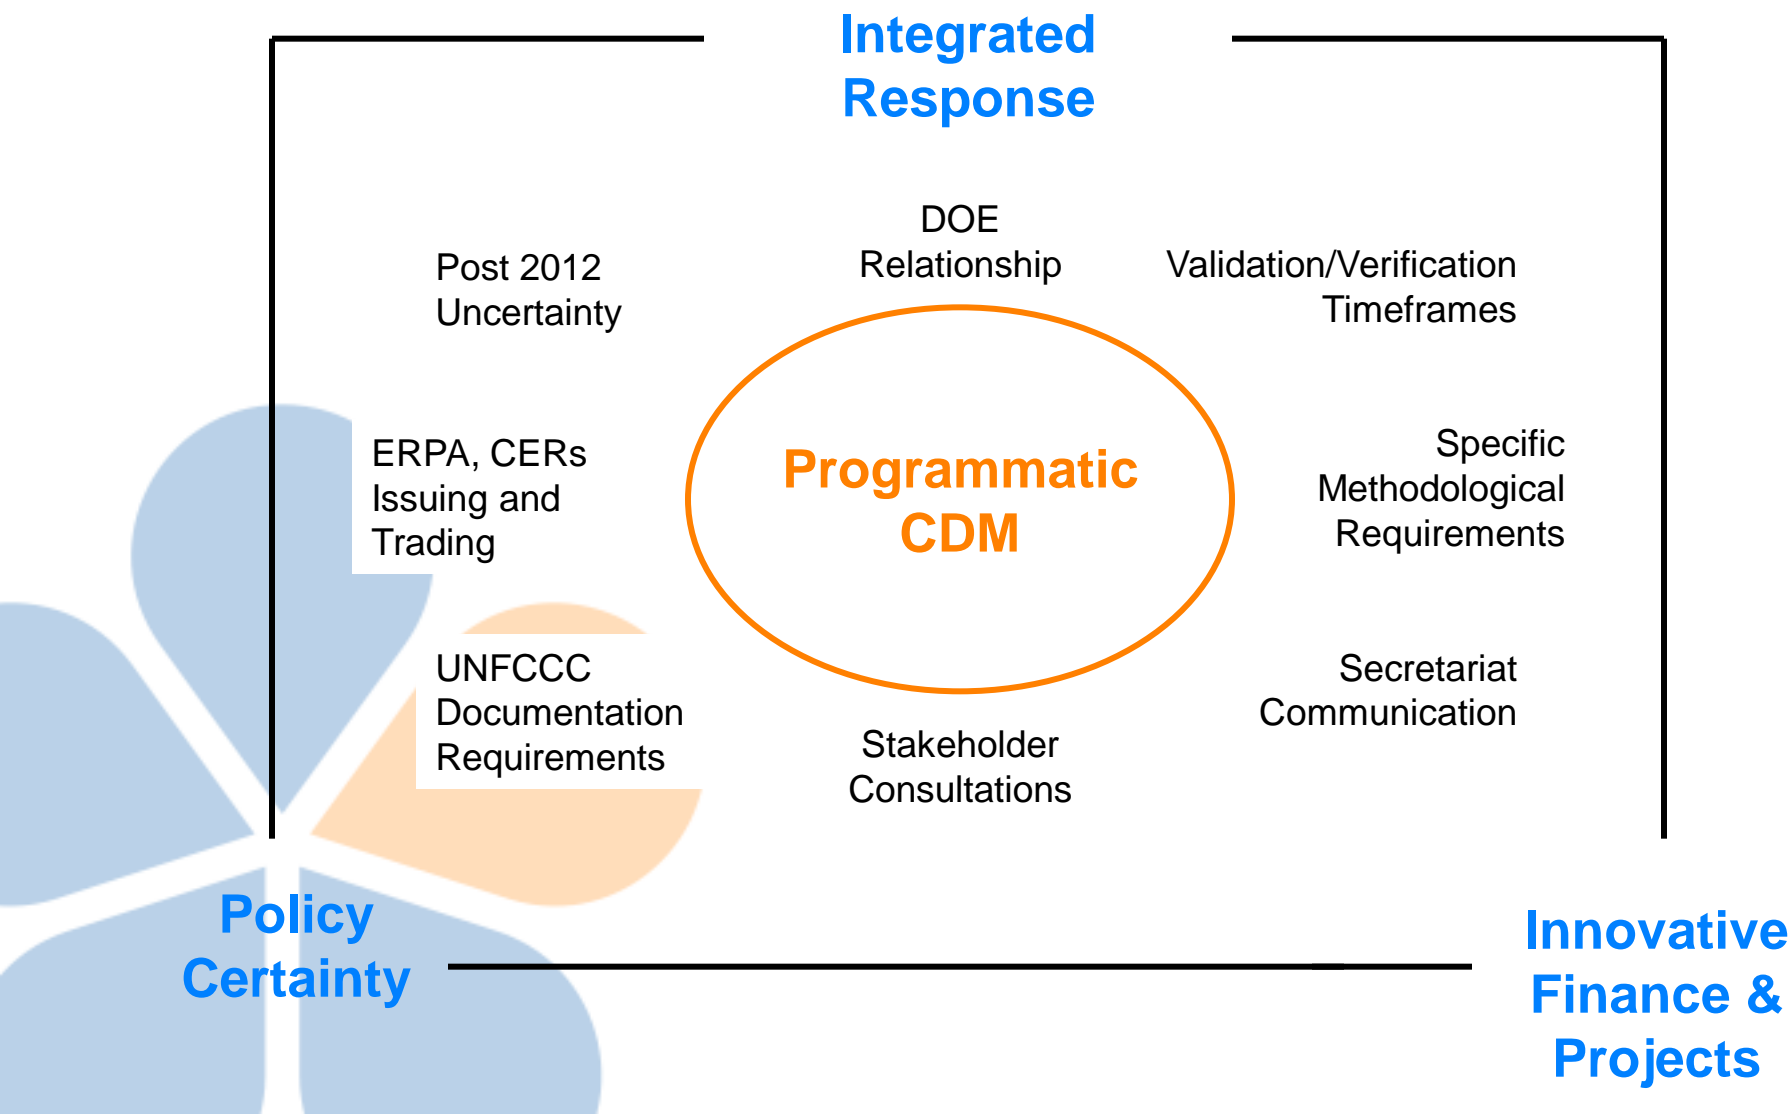 Integrated
Response
DOE
Relationship
Post 2012
Uncertainty
Validation/Verification
Timeframes
ERPA, CERs
Issuing and
Trading
Programmatic
CDM
Specific
Methodological
Requirements
UNFCCC
Documentation
Requirements
Stakeholder
Consultations
Secretariat
Communication
Policy
Certainty
Innovative
Finance &
Projects